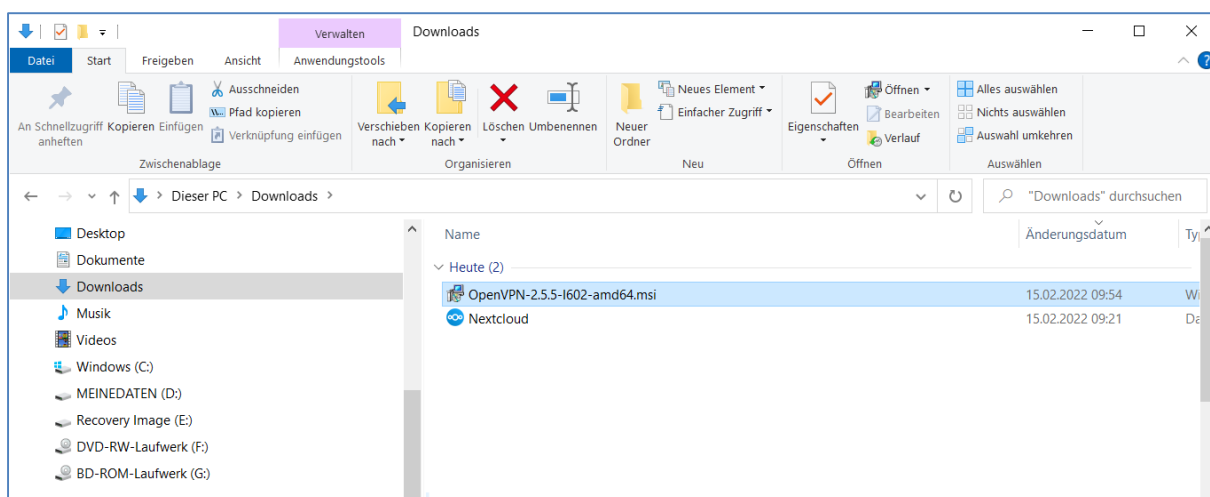 Verwalten
Downloads
Datei Start Freigeben Ansicht Anwendungstools
An Schnellzugriff anheften
Kopieren
Einfügen
Ausschneiden
Pfad kopieren
Verknüpfung einfügen
Zwischenablage
Verschieben nach
Kopieren nach
Löschen
Umbenennen
Organisieren
Neuer Ordner
Neues Element
Einfacher Zugriff
Neu
Eigenschaften
Öffnen
Bearbeiten
Verlauf
Öffnen
Alles auswählen
Nichts auswählen
Auswahl umkehren
Auswählen
Dieser PC > Downloads >
"Downloads" durchsuchen
Desktop
Dokumente
Downloads
Musik
Videos
Windows (C:)
MEINEDATEN (D:)
Recovery Image (E:)
DVD-RW-Laufwerk (F:)
BD-ROM-Laufwerk (G:)
Name Änderungsdatum
Heute (2)
OpenVPN-2.5.5-I602-amd64.msi 15.02.2022 09:54
Nextcloud 15.02.2022 09:21